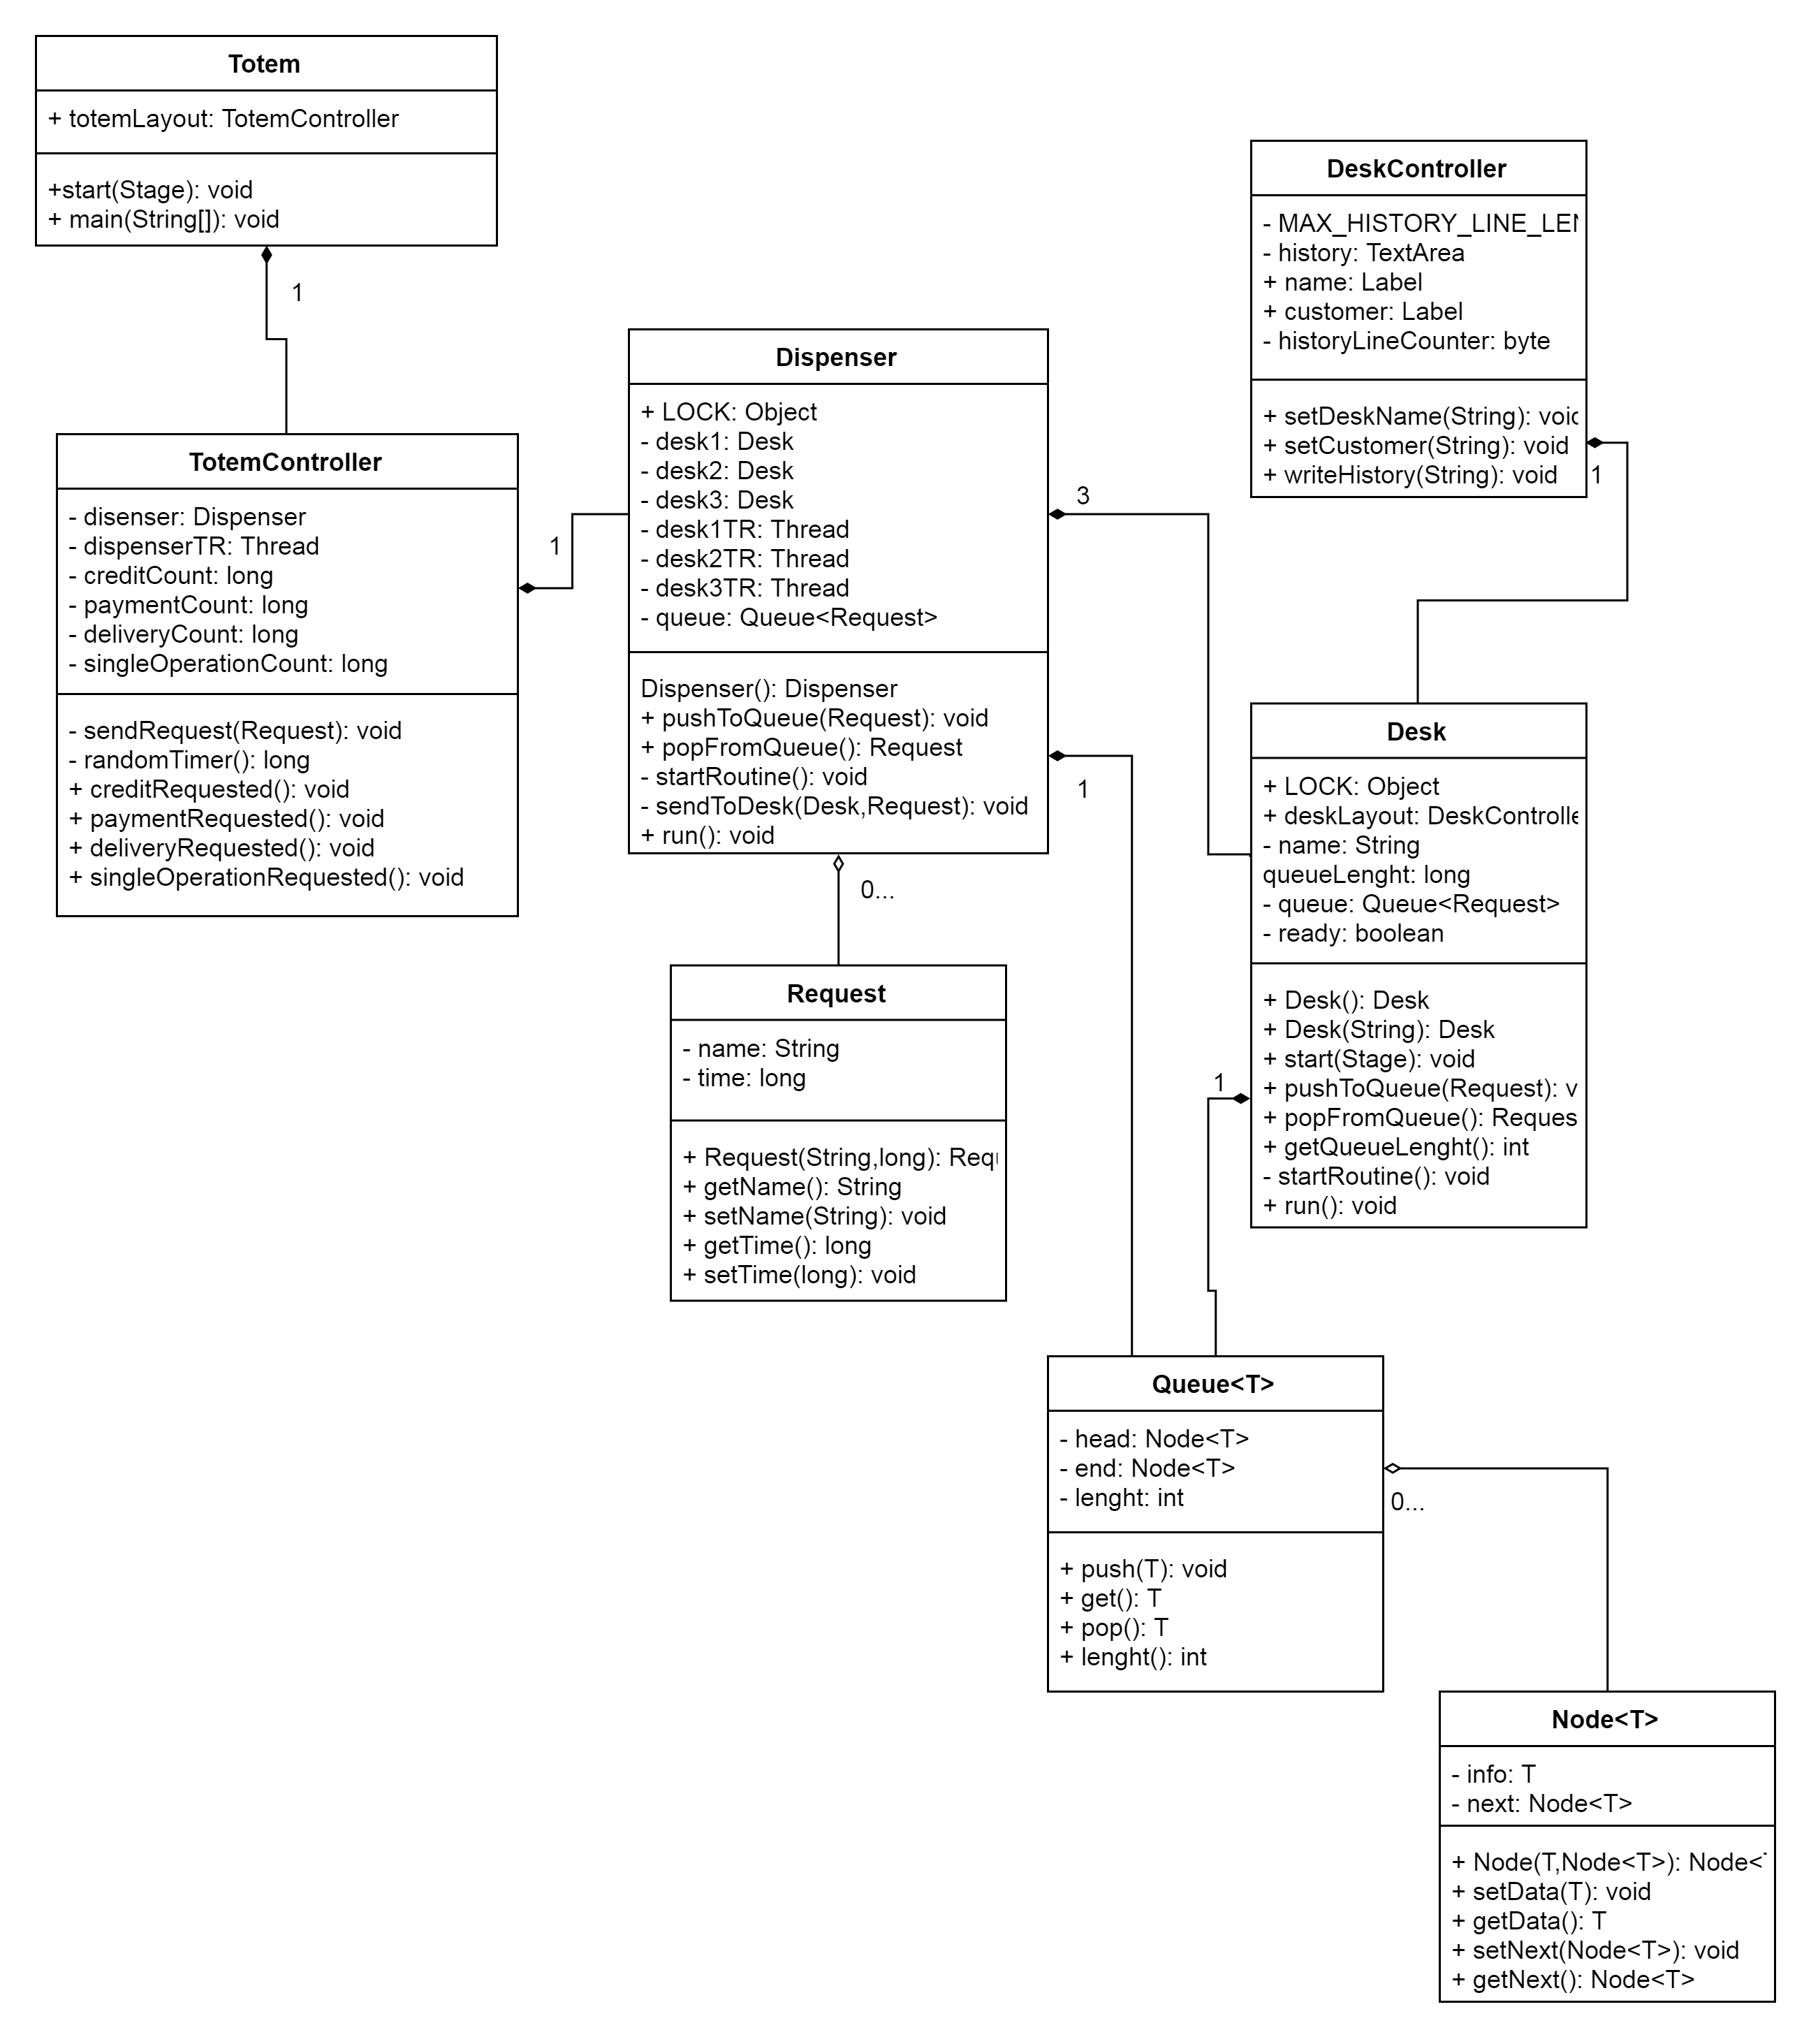 Totem
+ totemLayout: TotemController
+start(Stage): void
+ main(String[]): void
1
TotemController
- disenser: Dispenser
- dispenserTR: Thread
- creditCount: long
- paymentCount: long
- deliveryCount: long
- singleOperationCount: long
- sendRequest(Request): void
- randomTimer(): long
+ creditRequested(): void
+ paymentRequested(): void
+ deliveryRequested(): void
+ singleOperationRequested(): void
1
Dispenser
+ LOCK: Object
- desk1: Desk
- desk2: Desk
- desk3: Desk
- desk1TR: Thread
- desk2TR: Thread
- desk3TR: Thread
- queue: Queue<Request>
Dispenser(): Dispenser
+ pushToQueue(Request): void
+ popFromQueue(): Request
- startRoutine(): void
- sendToDesk(Desk,Request): void
+ run(): void
3
1
0...
Request
- name: String
- time: long
+ Request(String,long): Requ
+ getName(): String
+ setName(String): void
+ getTime(): long
+ setTime(long): void
DeskController
- MAX_HISTORY_LINE_LEN
- history: TextArea
+ name: Label
+ customer: Label
- historyLineCounter: byte
+ setDeskName(String): void
+ setCustomer(String): void
+ writeHistory(String): void
1
Desk
+ LOCK: Object
+ deskLayout: DeskControlle
- name: String
queueLenght: long
- queue: Queue<Request>
- ready: boolean
+ Desk(): Desk
+ Desk(String): Desk
+ start(Stage): void
+ pushToQueue(Request): v
+ popFromQueue(): Reques
+ getQueueLenght(): int
- startRoutine(): void
+ run(): void
1
Queue<T>
- head: Node<T>
- end: Node<T>
- lenght: int
+ push(T): void
+ get(): T
+ pop(): T
+ lenght(): int
0...
Node<T>
- info: T
- next: Node<T>
+ Node(T,Node<T>): Node<
+ setData(T): void
+ getData(): T
+ setNext(Node<T>): void
+ getNext(): Node<T>